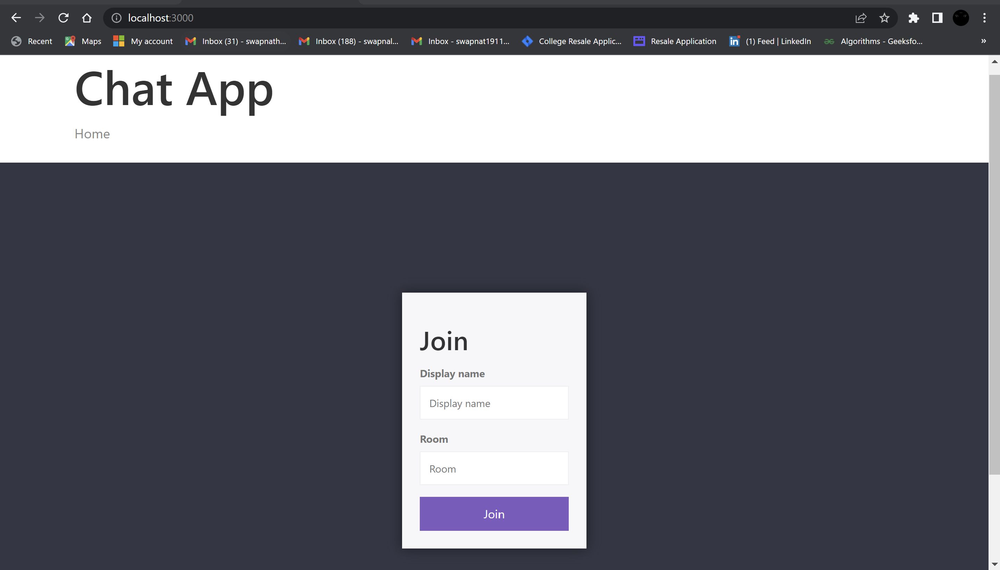 localhost:3000
Recent Maps My account Inbox (31) - swapnath... Inbox (188) - swapnal... Inbox - swapnat1911... College Resale Applic... Resale Application (1) Feed | LinkedIn Algorithms - Geeksfo... »
Chat App
Home
Join
Display name
Display name
Room
Room
Join